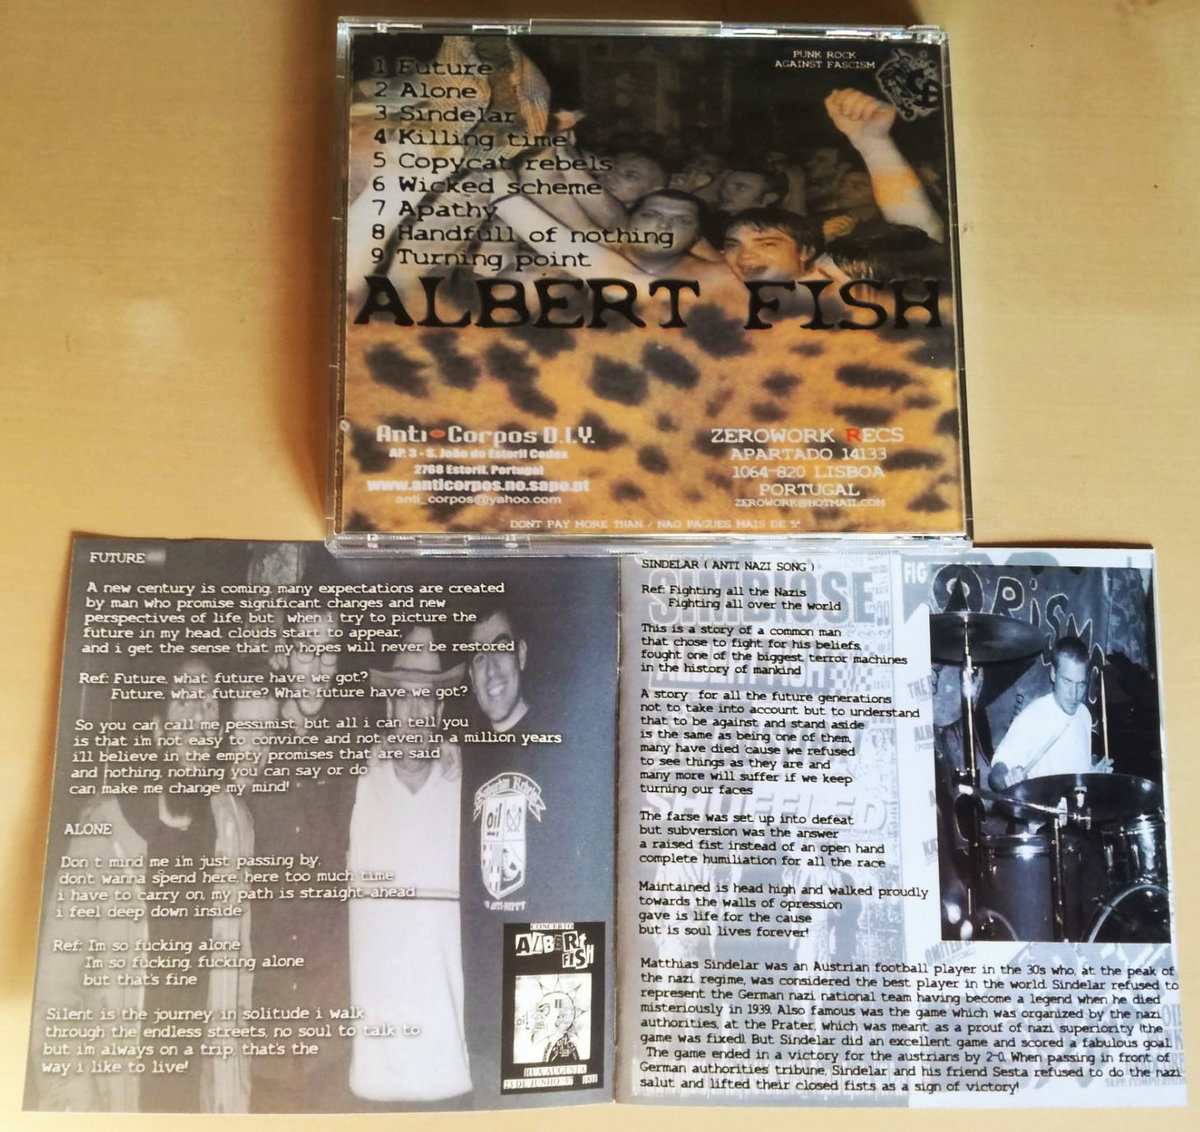 1 Future
2 Alone
3 Sindelar
4 Killing time
5 Copycat rebels
6 Wicked scheme
7 Apathy
8 Handfull of nothing
9 Turning point
PUNK ROCK
AGAINST FASCISM
ALBERT FISH
Anti Corpos D.I.Y.
AP. 3 - S. João do Estoril Codex
2768 Estoril. Portugal
www.anticorpos.no.sapo.pt
anti_corpos@yahoo.com
ZEROWORK RECS
APARTADO 14133
1064-820 LISBOA
PORTUGAL
ZEROWORK@HOTMAIL.COM
DONT PAY MORE THAN / NAO PAGUES MAIS DE 5*
FUTURE
A new century is coming, many expectations are created
by man who promise significant changes and new
perspectives of life, but when i try to picture the
future in my head, clouds start to appear,
and i get the sense that my hopes will never be restored
Ref: Future, what future have we got?
Future, what future? What future have we got?
So you can call me pessimist, but all i can tell you
is that i'm not easy to convince and not even in a million years
i'll believe in the empty promises that are said
and nothing, nothing you can say or do
can make me change my mind!
ALONE
Don t mind me i'm just passing by,
dont wanna spend here, here too much time
i have to carry on, my path is straight-ahead
i feel deep down inside
Ref: I'm so fucking alone
I'm so fucking, fucking alone
but that's fine
Silent is the journey, in solitude i walk
through the endless streets, no soul to talk to
but i'm always on a trip, that's the
way i like to live!
Suburban Rebels
oi!
ANTI-HIPPY
CONCERTO
ALBERT
FISH
RUA AUGUSTA
23 DE JUNHO
SINDELAR ( ANTI NAZI SONG )
Ref: Fighting all the Nazis
Fighting all over the world
This is a story of a common man
that chose to fight for his beliefs,
fought one of the biggest terror machines
in the history of mankind
A story for all the future generations
not to take into account but to understand
that to be against and stand aside
is the same as being one of them,
many have died 'cause we refused
to see things as they are and
many more will suffer if we keep
turning our faces
The farse was set up into defeat
but subversion was the answer
a raised fist instead of an open hand
complete humiliation for all the race
Maintained is head high and walked proudly
towards the walls of opression
gave is life for the cause
but is soul lives forever!
Matthias Sindelar was an Austrian football player in the 30s who, at the peak of
the nazi regime, was considered the best player in the world. Sindelar refused to
represent the German nazi national team having become a legend when he died
misteriously in 1939. Also famous was the game which was organized by the nazi
authorities, at the Prater, which was meant as a prouf of nazi superiority (the
game was fixed). But Sindelar did an excellent game and scored a fabulous goal.
The game ended in a victory for the austrians by 2-0. When passing in front of
German authorities' tribune, Sindelar and his friend Sesta refused to do the nazi
salut and lifted their closed fists as a sign of victory!
SIMBIOSE
SHUFFLED
FIG